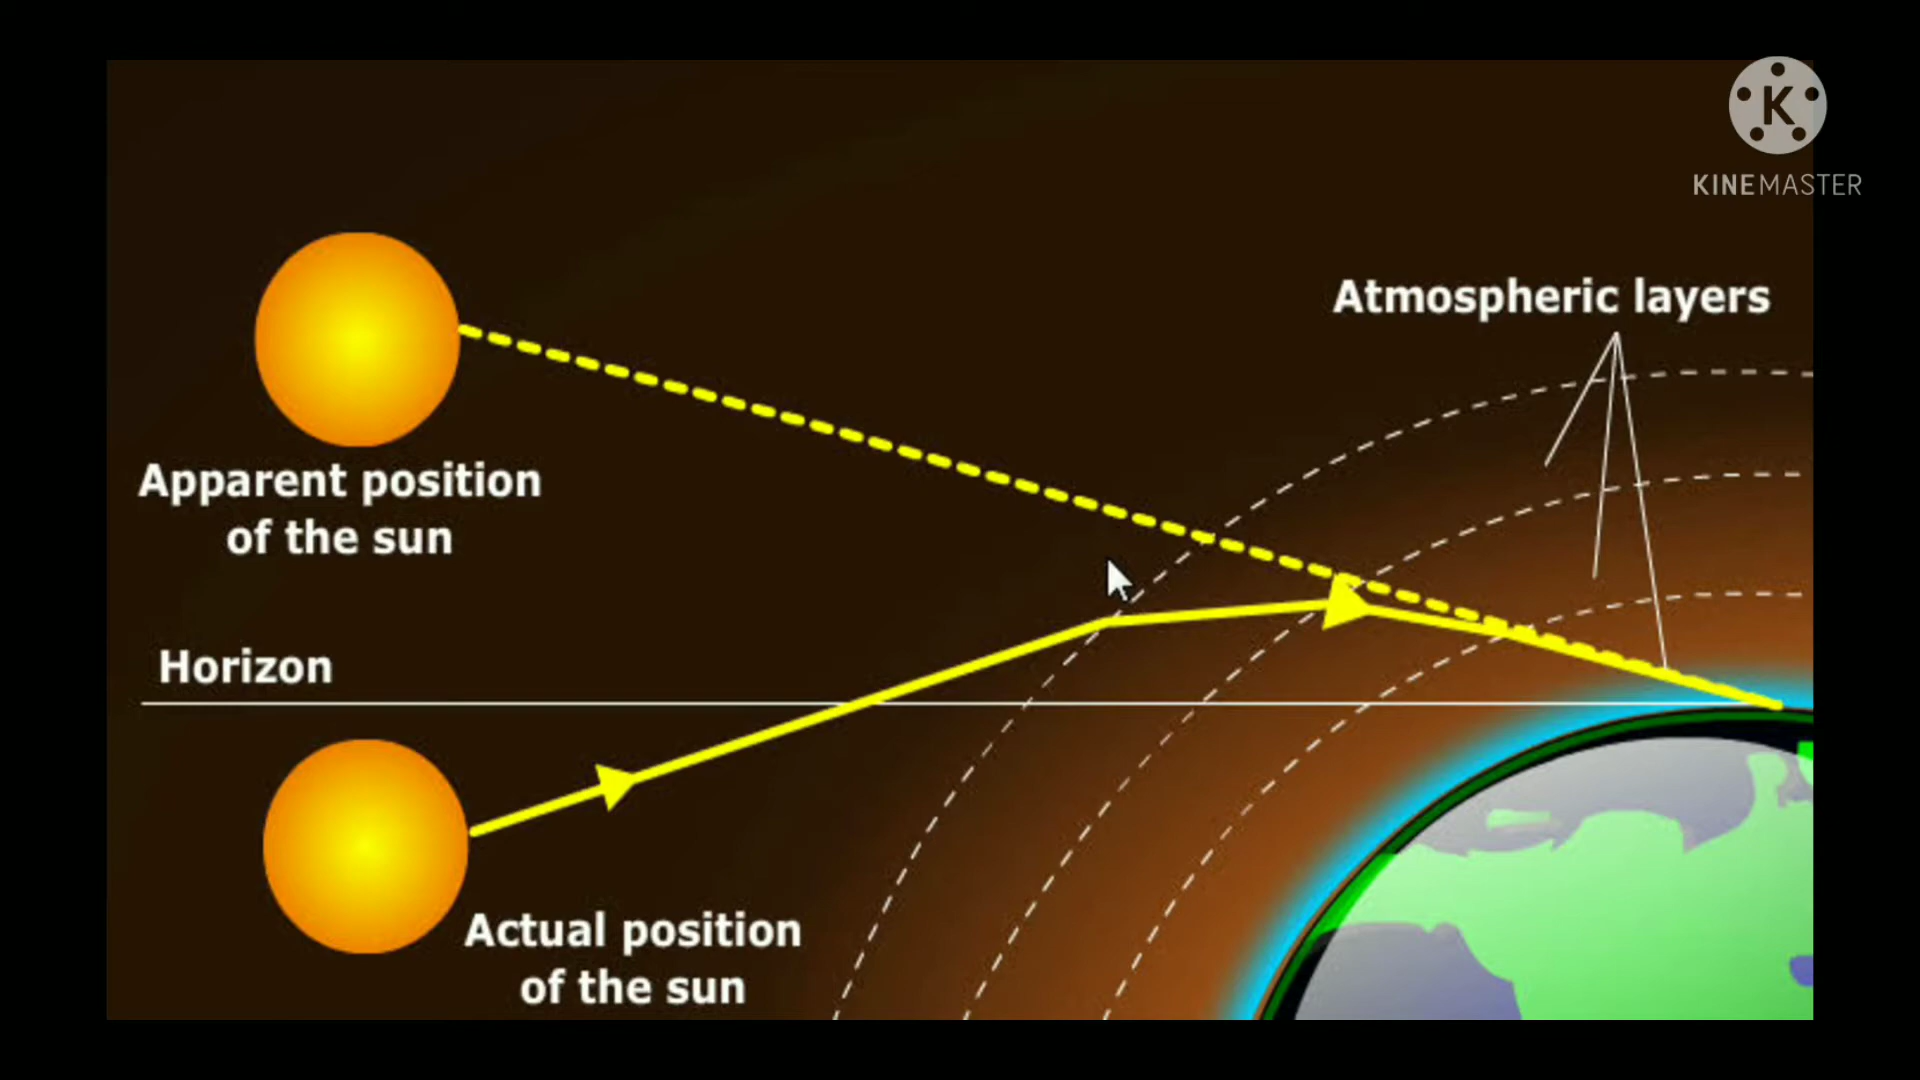 K
KINEMASTER
Atmospheric layers
Apparent position
of the sun
Horizon
Actual position
of the sun